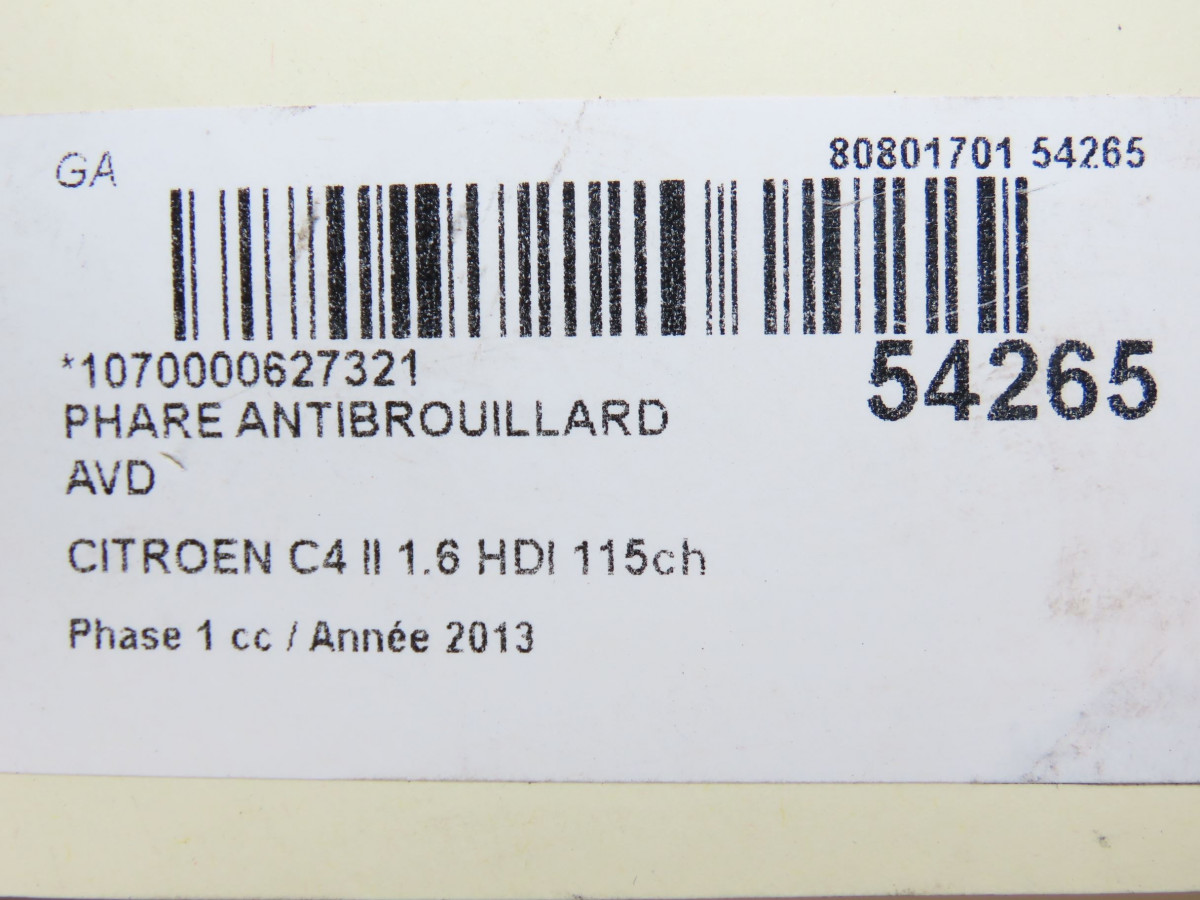 GA
80801701 54265
*1070000627321
54265
PHARE ANTIBROUILLARD
AVD
CITROEN C4 II 1.6 HDI 115ch
Phase 1 cc / Année 2013